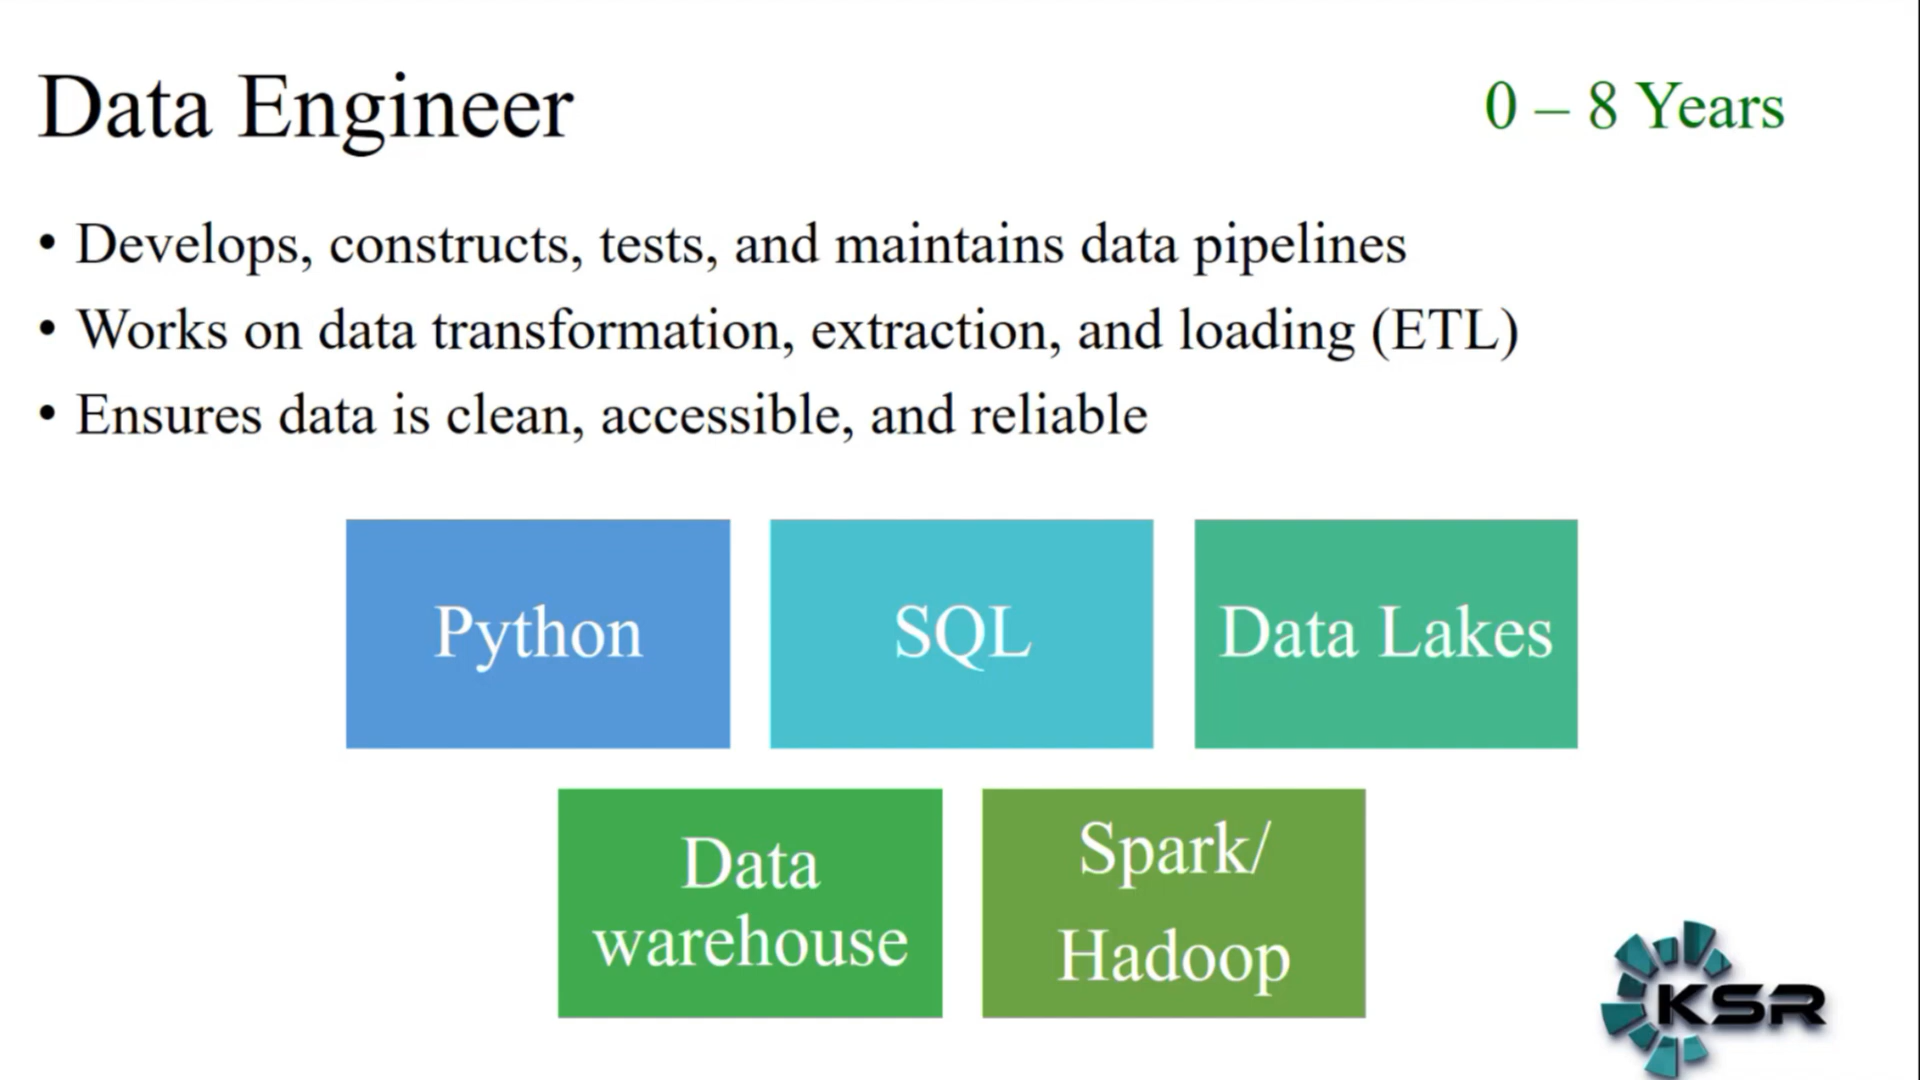 Data Engineer
0 – 8 Years
• Develops, constructs, tests, and maintains data pipelines
• Works on data transformation, extraction, and loading (ETL)
• Ensures data is clean, accessible, and reliable
Python
SQL
Data Lakes
Data
warehouse
Spark/
Hadoop
KSR